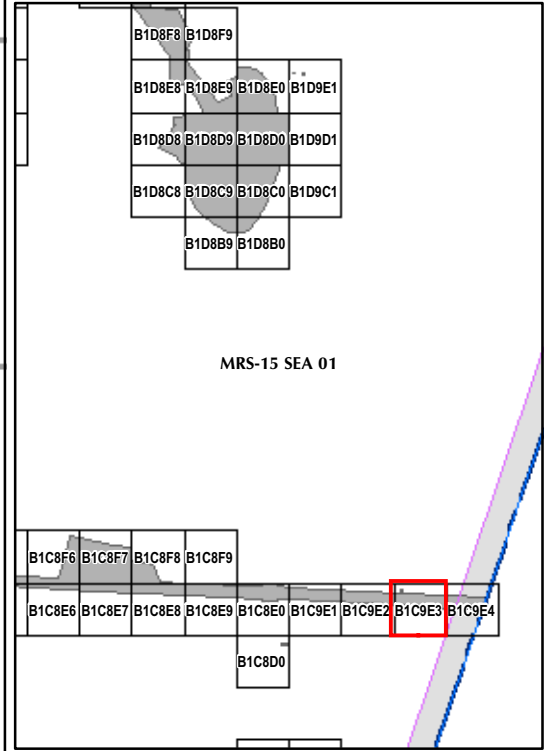 B1D8F8 B1D8F9
B1D8E8 B1D8E9 B1D8E0 B1D9E1
B1D8D8 B1D8D9 B1D8D0 B1D9D1
B1D8C8 B1D8C9 B1D8C0 B1D9C1
B1D8B9 B1D8B0
MRS-15 SEA 01
B1C8F6 B1C8F7 B1C8F8 B1C8F9
B1C8E6 B1C8E7 B1C8E8 B1C8E9 B1C8E0 B1C9E1 B1C9E2 B1C9E3 B1C9E4
B1C8D0